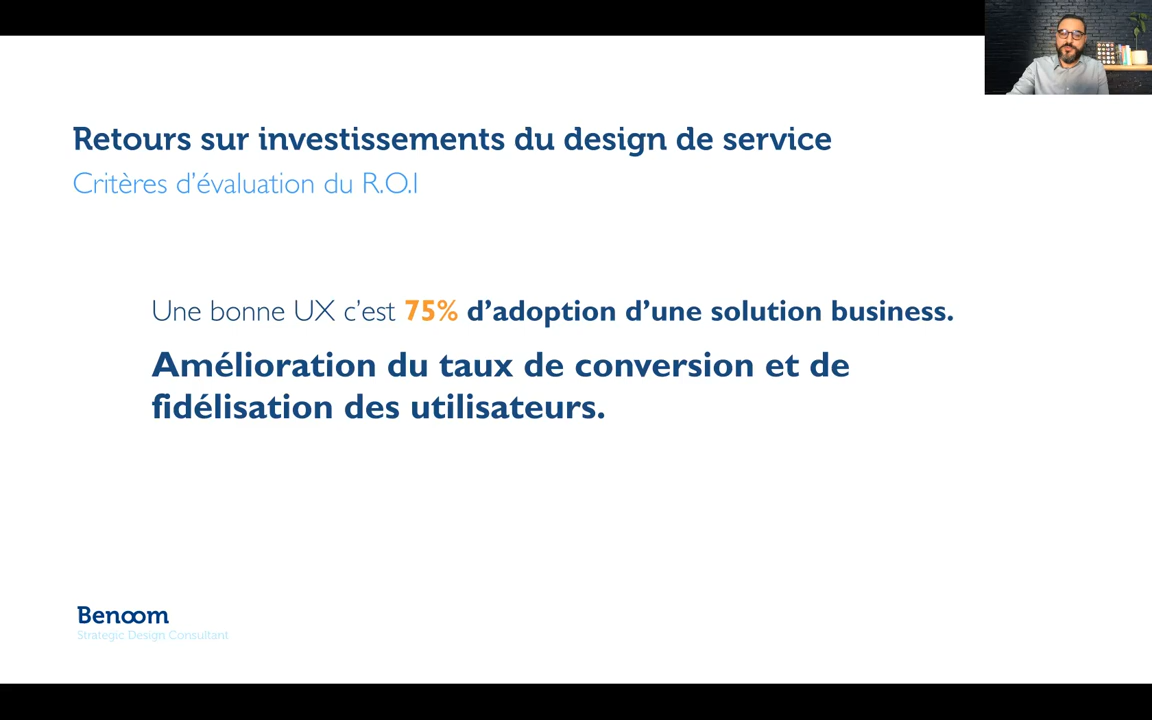 Retours sur investissements du design de service
Critères d’évaluation du R.O.I
Une bonne UX c’est 75% d’adoption d’une solution business.
Amélioration du taux de conversion et de
fidélisation des utilisateurs.
Benoom
Strategic Design Consultant